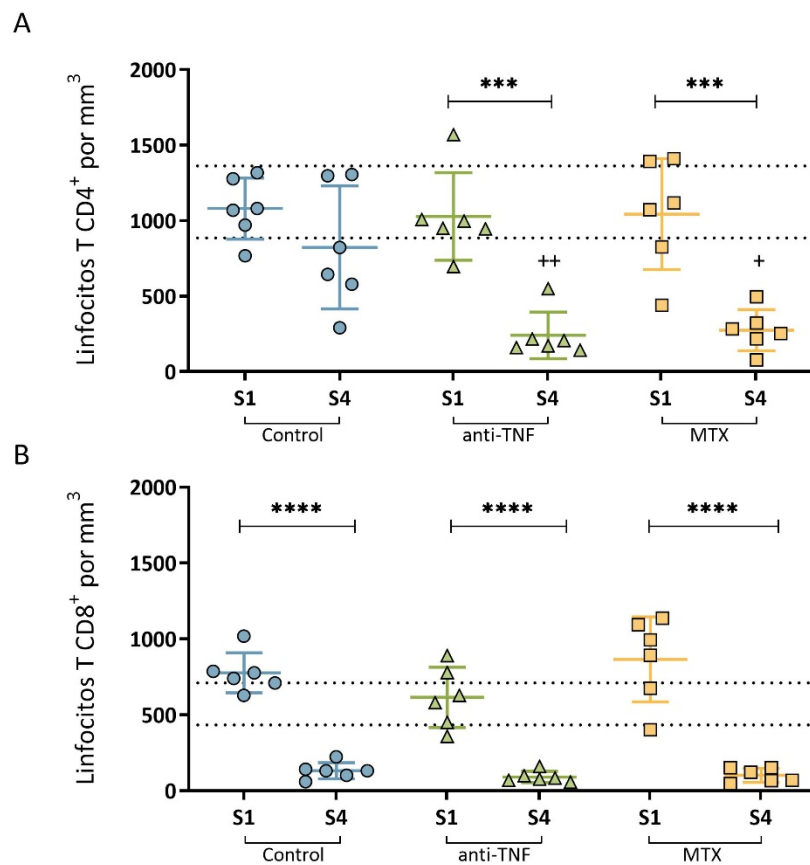 A
Linfocitos T CD4⁺ por mm³
2000
1500
1000
500
0
***
***
++
+
S1 S4 S1 S4 S1 S4
Control anti-TNF MTX
B
Linfocitos T CD8⁺ por mm³
2000
1500
1000
500
0
****
****
****
S1 S4 S1 S4 S1 S4
Control anti-TNF MTX